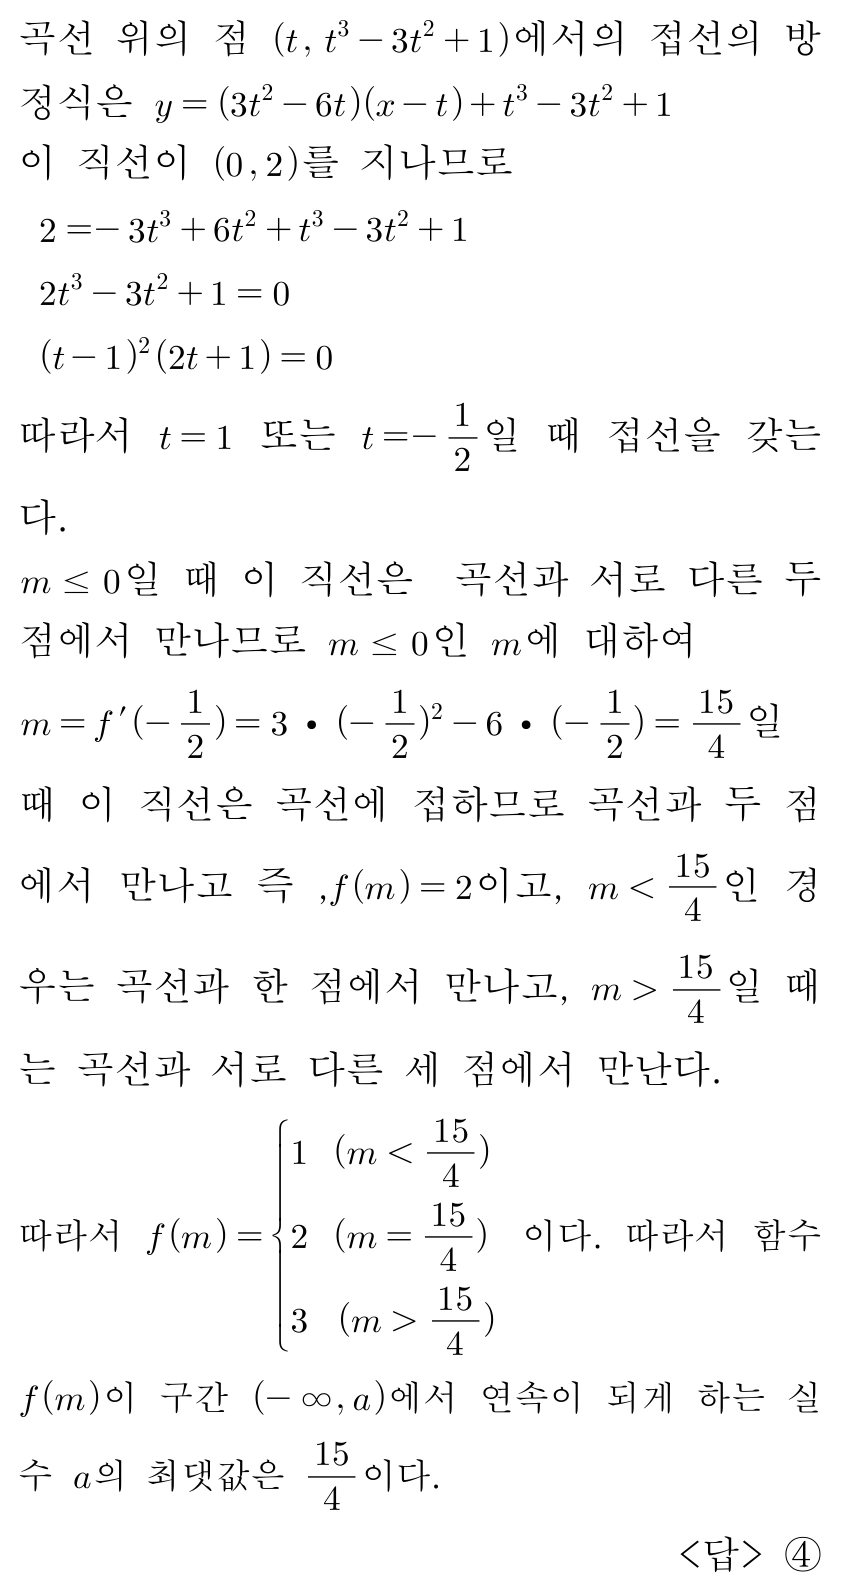 곡선 위의 점 (t, t³−3t²+1)에서의 접선의 방
정식은 y=(3t²−6t)(x−t)+t³−3t²+1
이 직선이 (0,2)를 지나므로
2=−3t³+6t²+t³−3t²+1
2t³−3t²+1=0
(t−1)²(2t+1)=0
따라서 t=1 또는 t=−1/2일 때 접선을 갖는
다.
m≤0일 때 이 직선은 곡선과 서로 다른 두
점에서 만나므로 m≤0인 m에 대하여
m=f′(−1/2)=3•(−1/2)²−6•(−1/2)=15/4일
때 이 직선은 곡선에 접하므로 곡선과 두 점
에서 만나고 즉 ,f(m)=2이고, m<15/4인 경
우는 곡선과 한 점에서 만나고, m>15/4일 때
는 곡선과 서로 다른 세 점에서 만난다.
1 (m<15/4)
따라서 f(m)={2 (m=15/4) 이다. 따라서 함수
3 (m>15/4)
f(m)이 구간 (−∞,a)에서 연속이 되게 하는 실
수 a의 최댓값은 15/4이다.
<답> ④